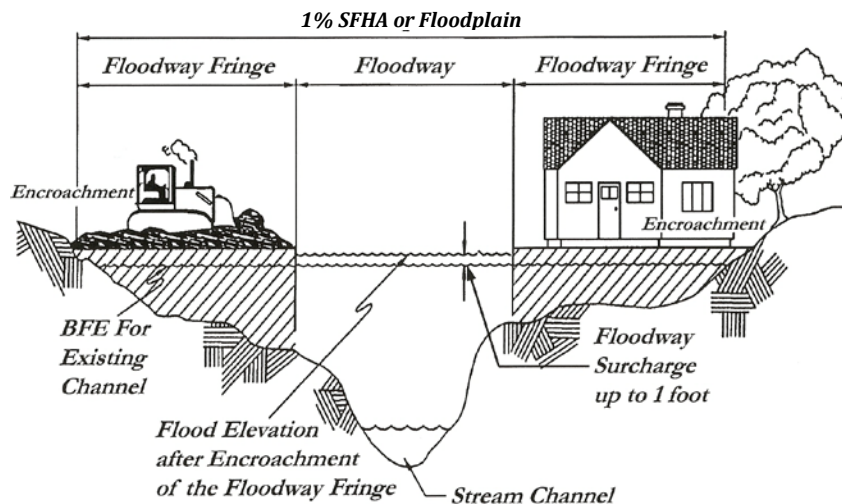 1% SFHA or Floodplain
Floodway Fringe
Floodway
Floodway Fringe
Encroachment
Encroachment
BFE For
Existing
Channel
Floodway
Surcharge
up to 1 foot
Flood Elevation
after Encroachment
of the Floodway Fringe
Stream Channel